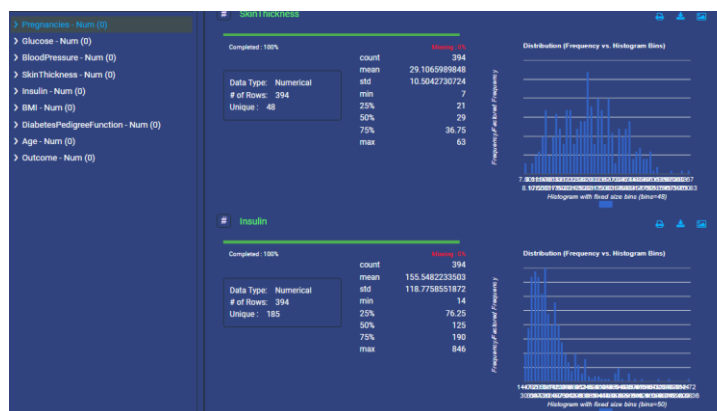 Pregnancies - Num (0)
Glucose - Num (0)
BloodPressure - Num (0)
SkinThickness - Num (0)
Insulin - Num (0)
BMI - Num (0)
DiabetesPedigreeFunction - Num (0)
Age - Num (0)
Outcome - Num (0)
# SkinThickness
Completed : 100%
Missing : 0%
Data Type: Numerical
# of Rows: 394
Unique : 48
count 394
mean 29.1065989848
std 10.5042730724
min 7
25% 21
50% 29
75% 36.75
max 63
Distribution (Frequency vs. Histogram Bins)
Frequency/Factored Frequency
Histogram with fixed size bins (bins=48)
# Insulin
Completed : 100%
Missing : 0%
Data Type: Numerical
# of Rows: 394
Unique : 185
count 394
mean 155.5482233503
std 118.7758551872
min 14
25% 76.25
50% 125
75% 190
max 846
Distribution (Frequency vs. Histogram Bins)
Frequency/Factored Frequency
Histogram with fixed size bins (bins=50)